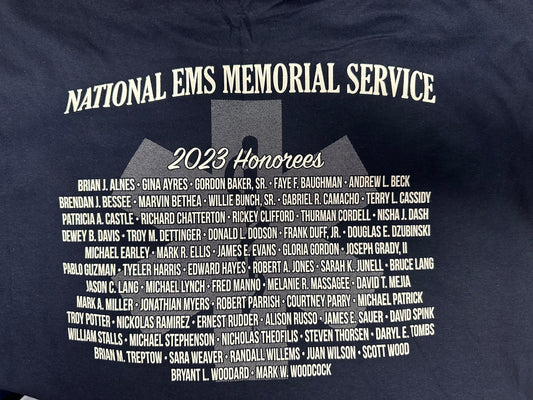 NATIONAL EMS MEMORIAL SERVICE
2023 Honorees
BRIAN J. ALNES • GINA AYRES • GORDON BAKER, SR. • FAYE F. BAUGHMAN • ANDREW L. BECK
BRENDAN J. BESSEE • MARVIN BETHEA • WILLIE BUNCH, SR. • GABRIEL R. CAMACHO • TERRY L. CASSIDY
PATRICIA A. CASTLE • RICHARD CHATTERTON • RICKEY CLIFFORD • THURMAN CORDELL • NISHA J. DASH
DEWEY B. DAVIS • TROY M. DETTINGER • DONALD L. DODSON • FRANK DUFF, JR. • DOUGLAS E. DZUBINSKI
MICHAEL EARLEY • MARK R. ELLIS • JAMES E. EVANS • GLORIA GORDON • JOSEPH GRADY, II
PABLO GUZMAN • TYELER HARRIS • EDWARD HAYES • ROBERT A. JONES • SARAH K. JUNELL • BRUCE LANG
JASON C. LANG • MICHAEL LYNCH • FRED MANNO • MELANIE R. MASSAGEE • DAVID T. MEJIA
MARK A. MILLER • JONATHIAN MYERS • ROBERT PARRISH • COURTNEY PARRY • MICHAEL PATRICK
TROY POTTER • NICKOLAS RAMIREZ • ERNEST RUDDER • ALISON RUSSO • JAMES E. SAUER • DAVID SPINK
WILLIAM STALLS • MICHAEL STEPHENSON • NICHOLAS THEOFILIS • STEVEN THORSEN • DARYL E. TOMBS
BRIAN M. TREPTOW • SARA WEAVER • RANDALL WILLEMS • JUAN WILSON • SCOTT WOOD
BRYANT L. WOODARD • MARK W. WOODCOCK